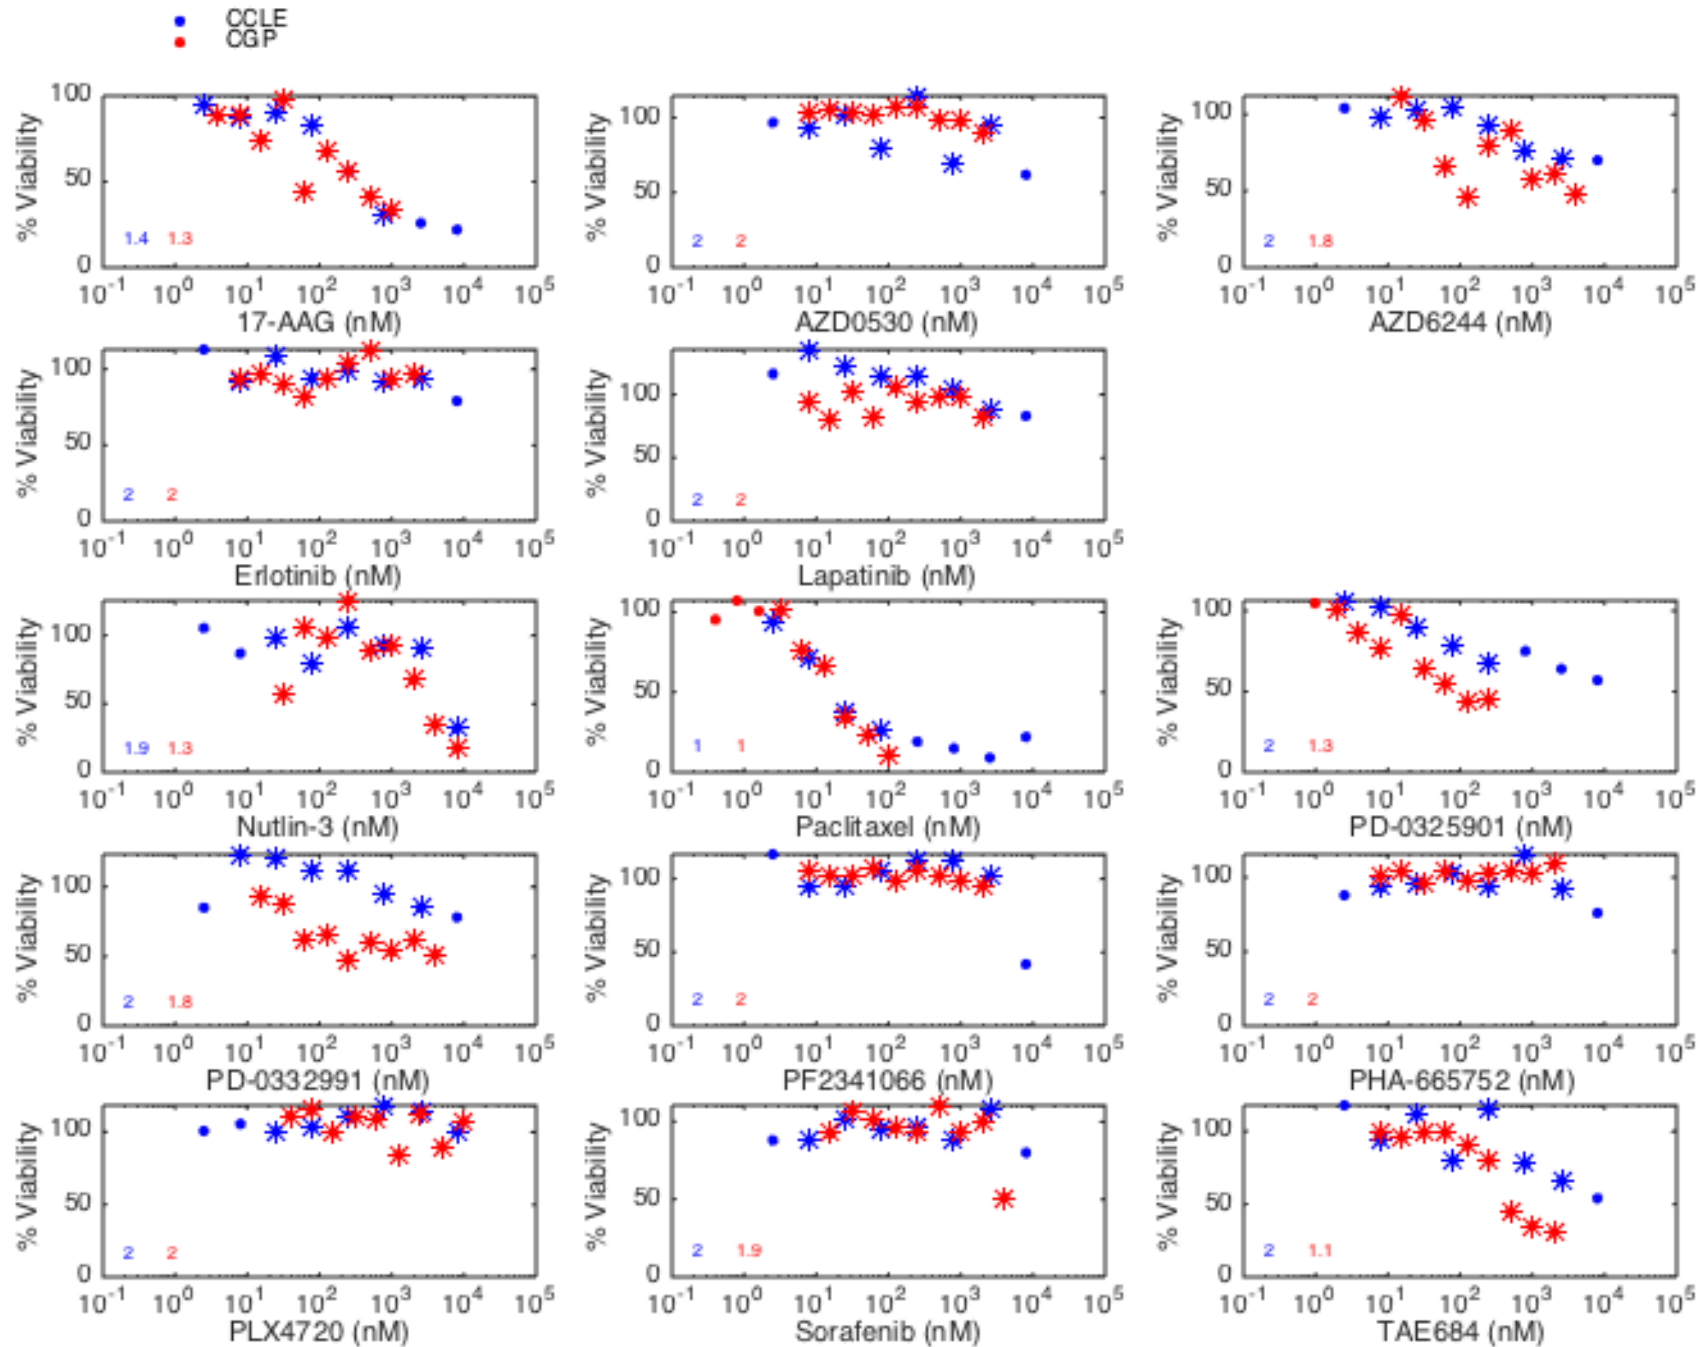 CCLE
CGP
% Viability 100 50 0
1.4 1.3
10^-1 10^0 10^1 10^2 10^3 10^4 10^5
17-AAG (nM)
% Viability 100 50 0
2 2
10^-1 10^0 10^1 10^2 10^3 10^4 10^5
AZD0530 (nM)
% Viability 100 50 0
2 1.8
10^-1 10^0 10^1 10^2 10^3 10^4 10^5
AZD6244 (nM)
% Viability 100 50 0
2 2
10^-1 10^0 10^1 10^2 10^3 10^4 10^5
Erlotinib (nM)
% Viability 100 50 0
2 2
10^-1 10^0 10^1 10^2 10^3 10^4 10^5
Lapatinib (nM)
% Viability 100 50 0
1.9 1.3
10^-1 10^0 10^1 10^2 10^3 10^4 10^5
Nutlin-3 (nM)
% Viability 100 50 0
1 1
10^-1 10^0 10^1 10^2 10^3 10^4 10^5
Paclitaxel (nM)
% Viability 100 50 0
2 1.3
10^-1 10^0 10^1 10^2 10^3 10^4 10^5
PD-0325901 (nM)
% Viability 100 50 0
2 1.8
10^-1 10^0 10^1 10^2 10^3 10^4 10^5
PD-0332991 (nM)
% Viability 100 50 0
2 2
10^-1 10^0 10^1 10^2 10^3 10^4 10^5
PF2341066 (nM)
% Viability 100 50 0
2 2
10^-1 10^0 10^1 10^2 10^3 10^4 10^5
PHA-665752 (nM)
% Viability 100 50 0
2 2
10^-1 10^0 10^1 10^2 10^3 10^4 10^5
PLX4720 (nM)
% Viability 100 50 0
2 1.9
10^-1 10^0 10^1 10^2 10^3 10^4 10^5
Sorafenib (nM)
% Viability 100 50 0
2 1.1
10^-1 10^0 10^1 10^2 10^3 10^4 10^5
TAE684 (nM)